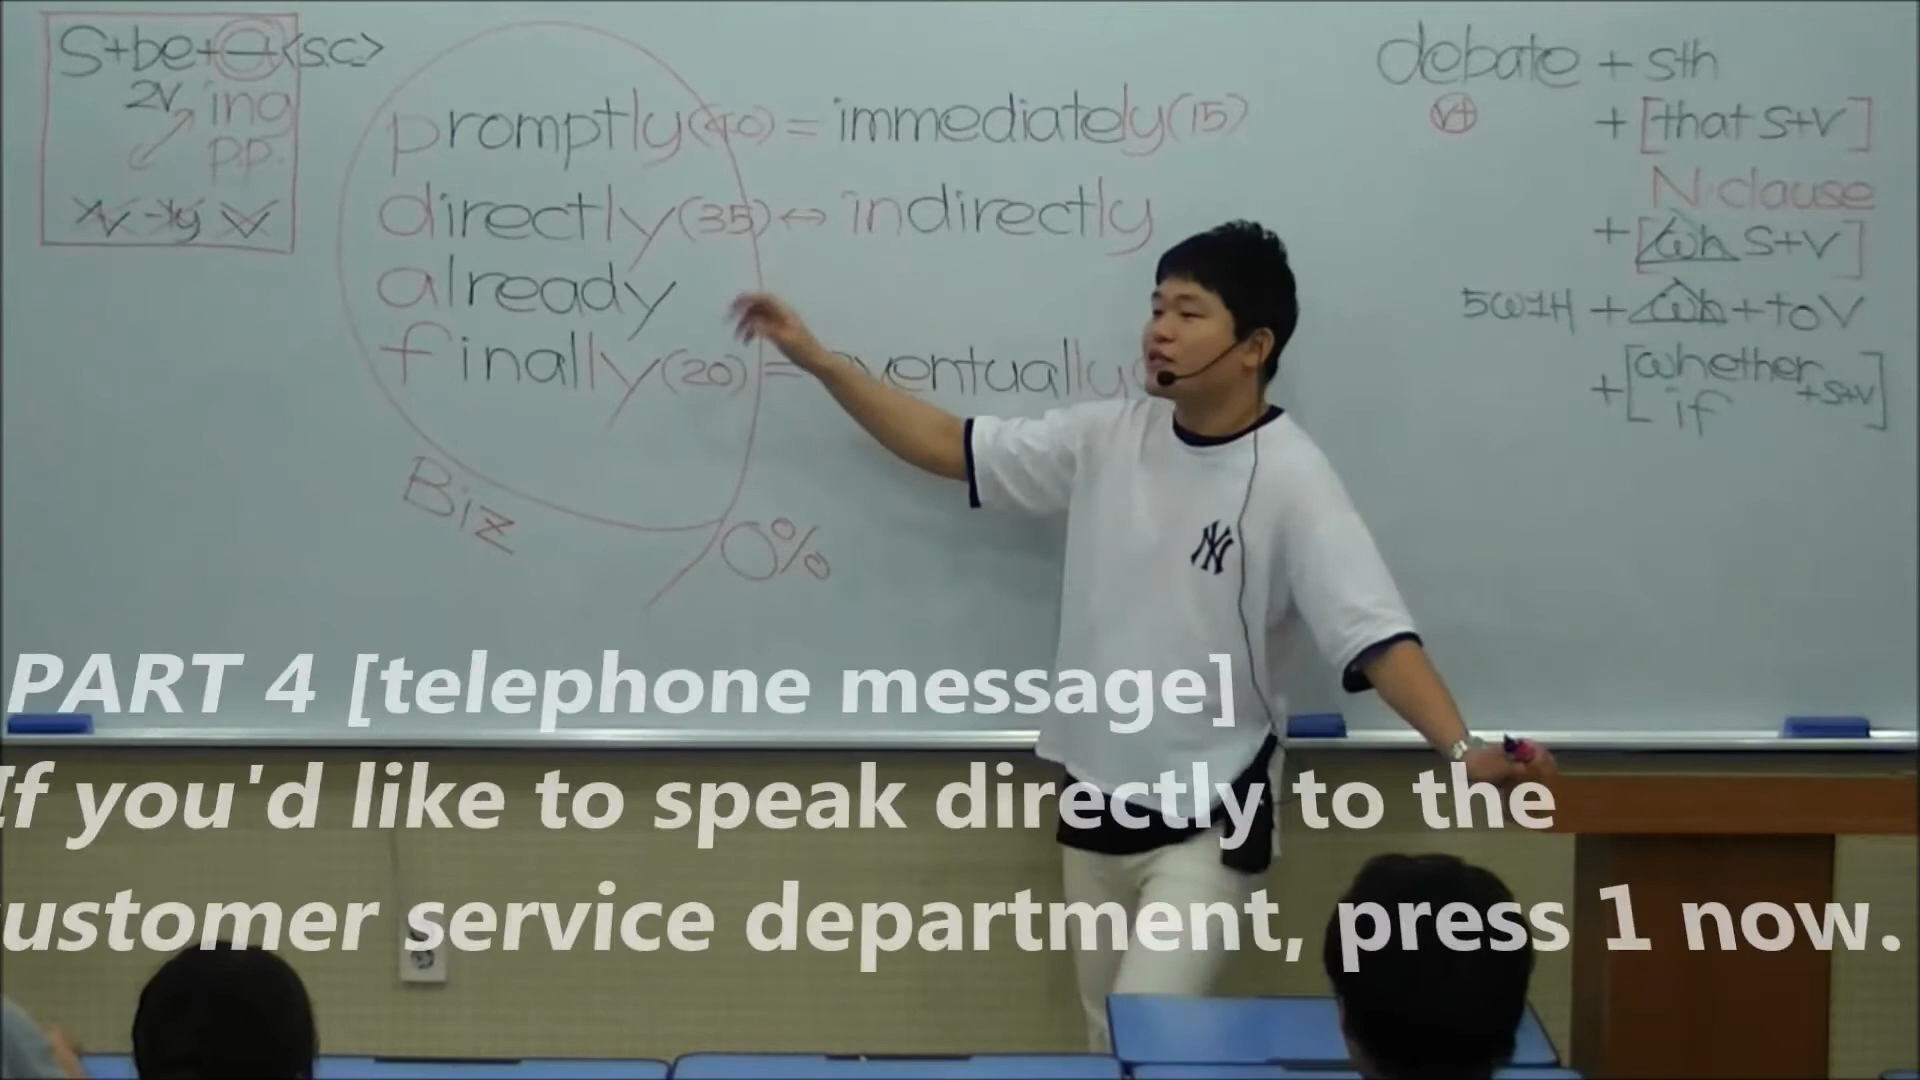 S+be+a<s.c>
2V ing
p.p.
promptly(40) = immediately(15)
directly(35) ↔ indirectly
already
finally(20) = eventually
Biz
0%
debate + sth
vt
+ [that S+V]
N.clause
+ [wh S+V]
5W1H + wh + to V
+ [whether
if +S+V]
NY
PART 4 [telephone message]
If you'd like to speak directly to the
customer service department, press 1 now.